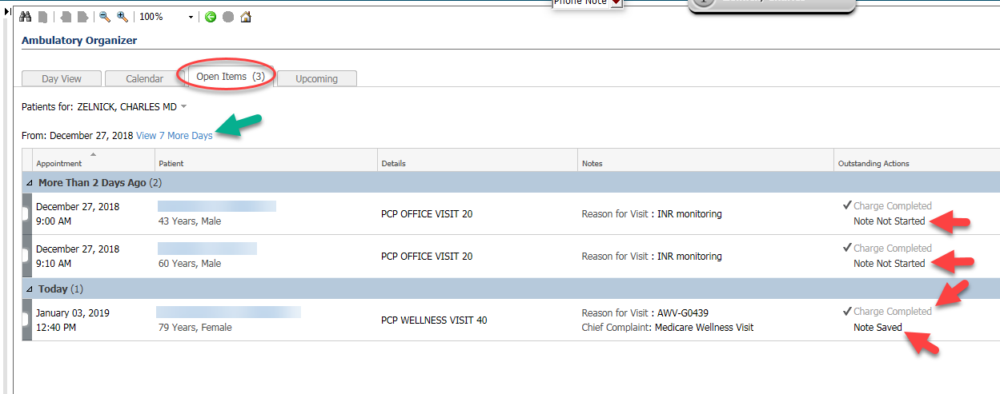 Phone Note
100%
Ambulatory Organizer
Day View
Calendar
Open Items (3)
Upcoming
Patients for: ZELNICK, CHARLES MD
From: December 27, 2018 View 7 More Days
Appointment Patient Details Notes Outstanding Actions
More Than 2 Days Ago (2)
December 27, 2018
9:00 AM
43 Years, Male
PCP OFFICE VISIT 20
Reason for Visit : INR monitoring
Charge Completed
Note Not Started
December 27, 2018
9:10 AM
60 Years, Male
PCP OFFICE VISIT 20
Reason for Visit : INR monitoring
Charge Completed
Note Not Started
Today (1)
January 03, 2019
12:40 PM
79 Years, Female
PCP WELLNESS VISIT 40
Reason for Visit : AWV-G0439
Chief Complaint: Medicare Wellness Visit
Charge Completed
Note Saved